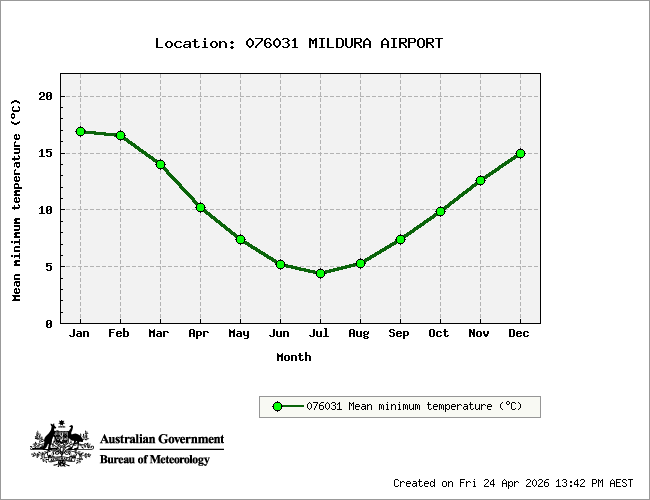 Location: 076031 MILDURA AIRPORT
Mean minimum temperature (°C)
20
15
10
5
0
Jan Feb Mar Apr May Jun Jul Aug Sep Oct Nov Dec
Month
076031 Mean minimum temperature (°C)
Australian Government
Bureau of Meteorology
Created on Fri 24 Apr 2026 13:42 PM AEST